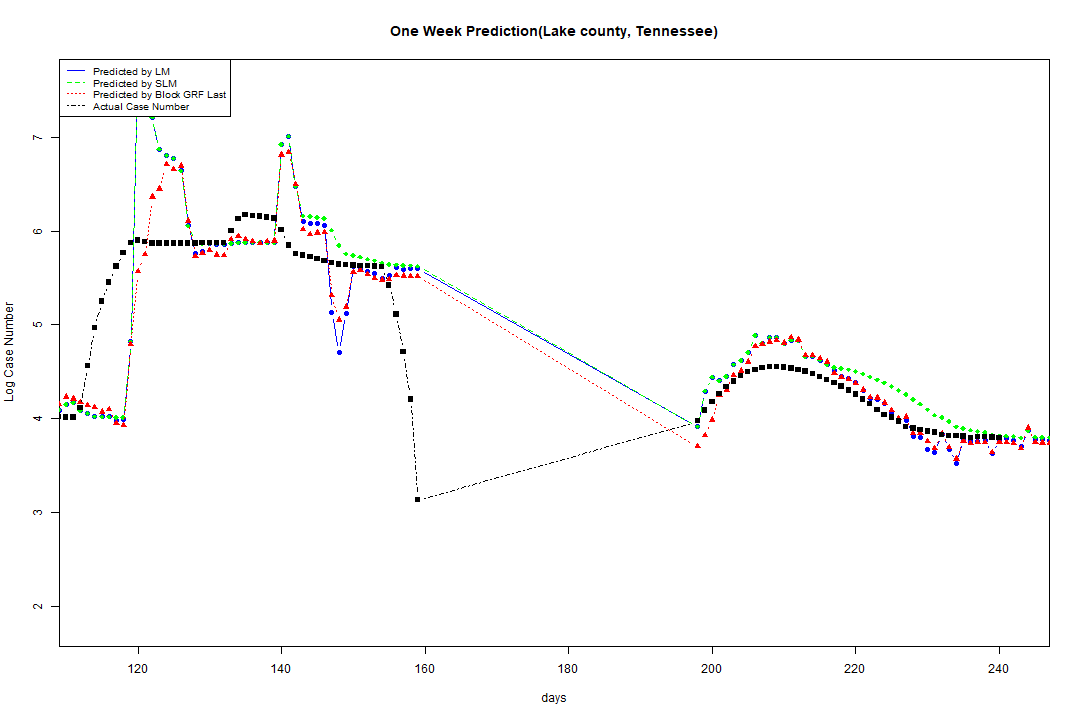 One Week Prediction(Lake county, Tennessee)
Predicted by LM
Predicted by SLM
Predicted by Block GRF Last
Actual Case Number
7
6
5
4
3
2
Log Case Number
120 140 160 180 200 220 240
days